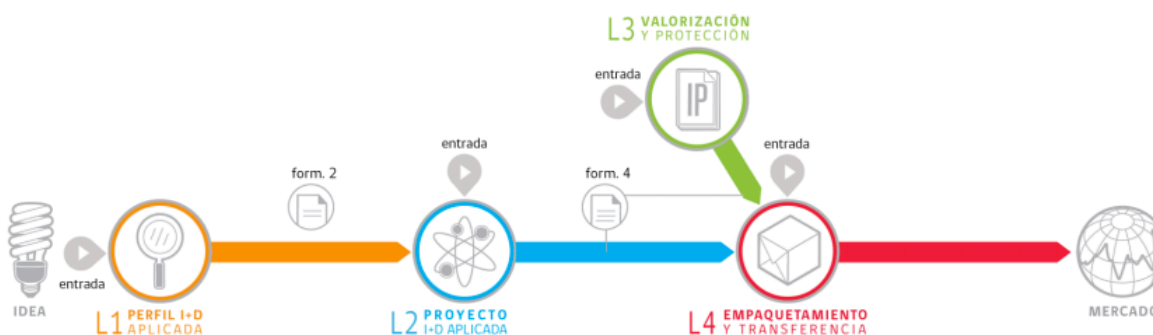 L3 VALORIZACIÓN
Y PROTECCIÓN
entrada
IP
entrada
entrada
form. 2
form. 4
entrada
IDEA
L1 PERFIL I+D
APLICADA
L2 PROYECTO
I+D APLICADA
L4 EMPAQUETAMIENTO
Y TRANSFERENCIA
MERCADO